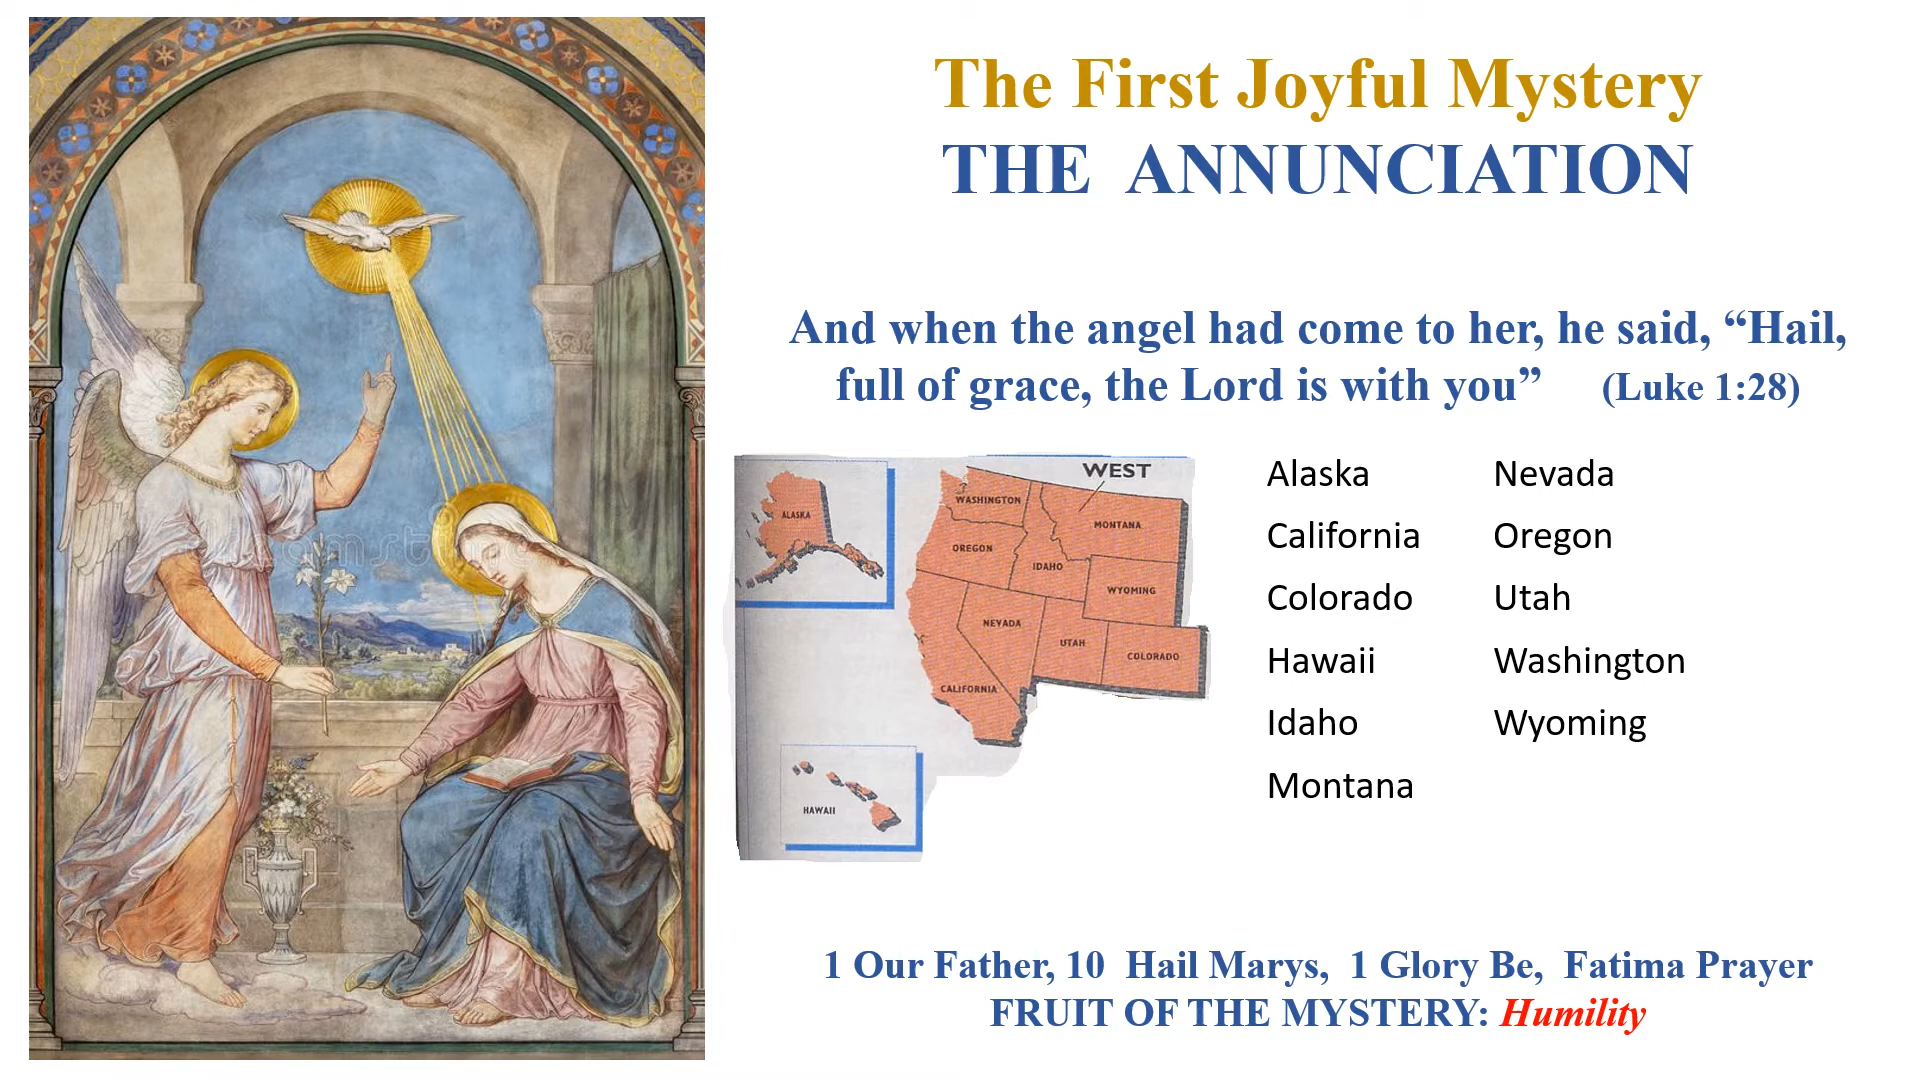 The First Joyful Mystery
THE ANNUNCIATION
And when the angel had come to her, he said, “Hail,
full of grace, the Lord is with you” (Luke 1:28)
WEST
ALASKA
WASHINGTON
MONTANA
OREGON
IDAHO
WYOMING
NEVADA
UTAH
COLORADO
CALIFORNIA
HAWAII
Alaska
California
Colorado
Hawaii
Idaho
Montana
Nevada
Oregon
Utah
Washington
Wyoming
1 Our Father, 10 Hail Marys, 1 Glory Be, Fatima Prayer
FRUIT OF THE MYSTERY: Humility